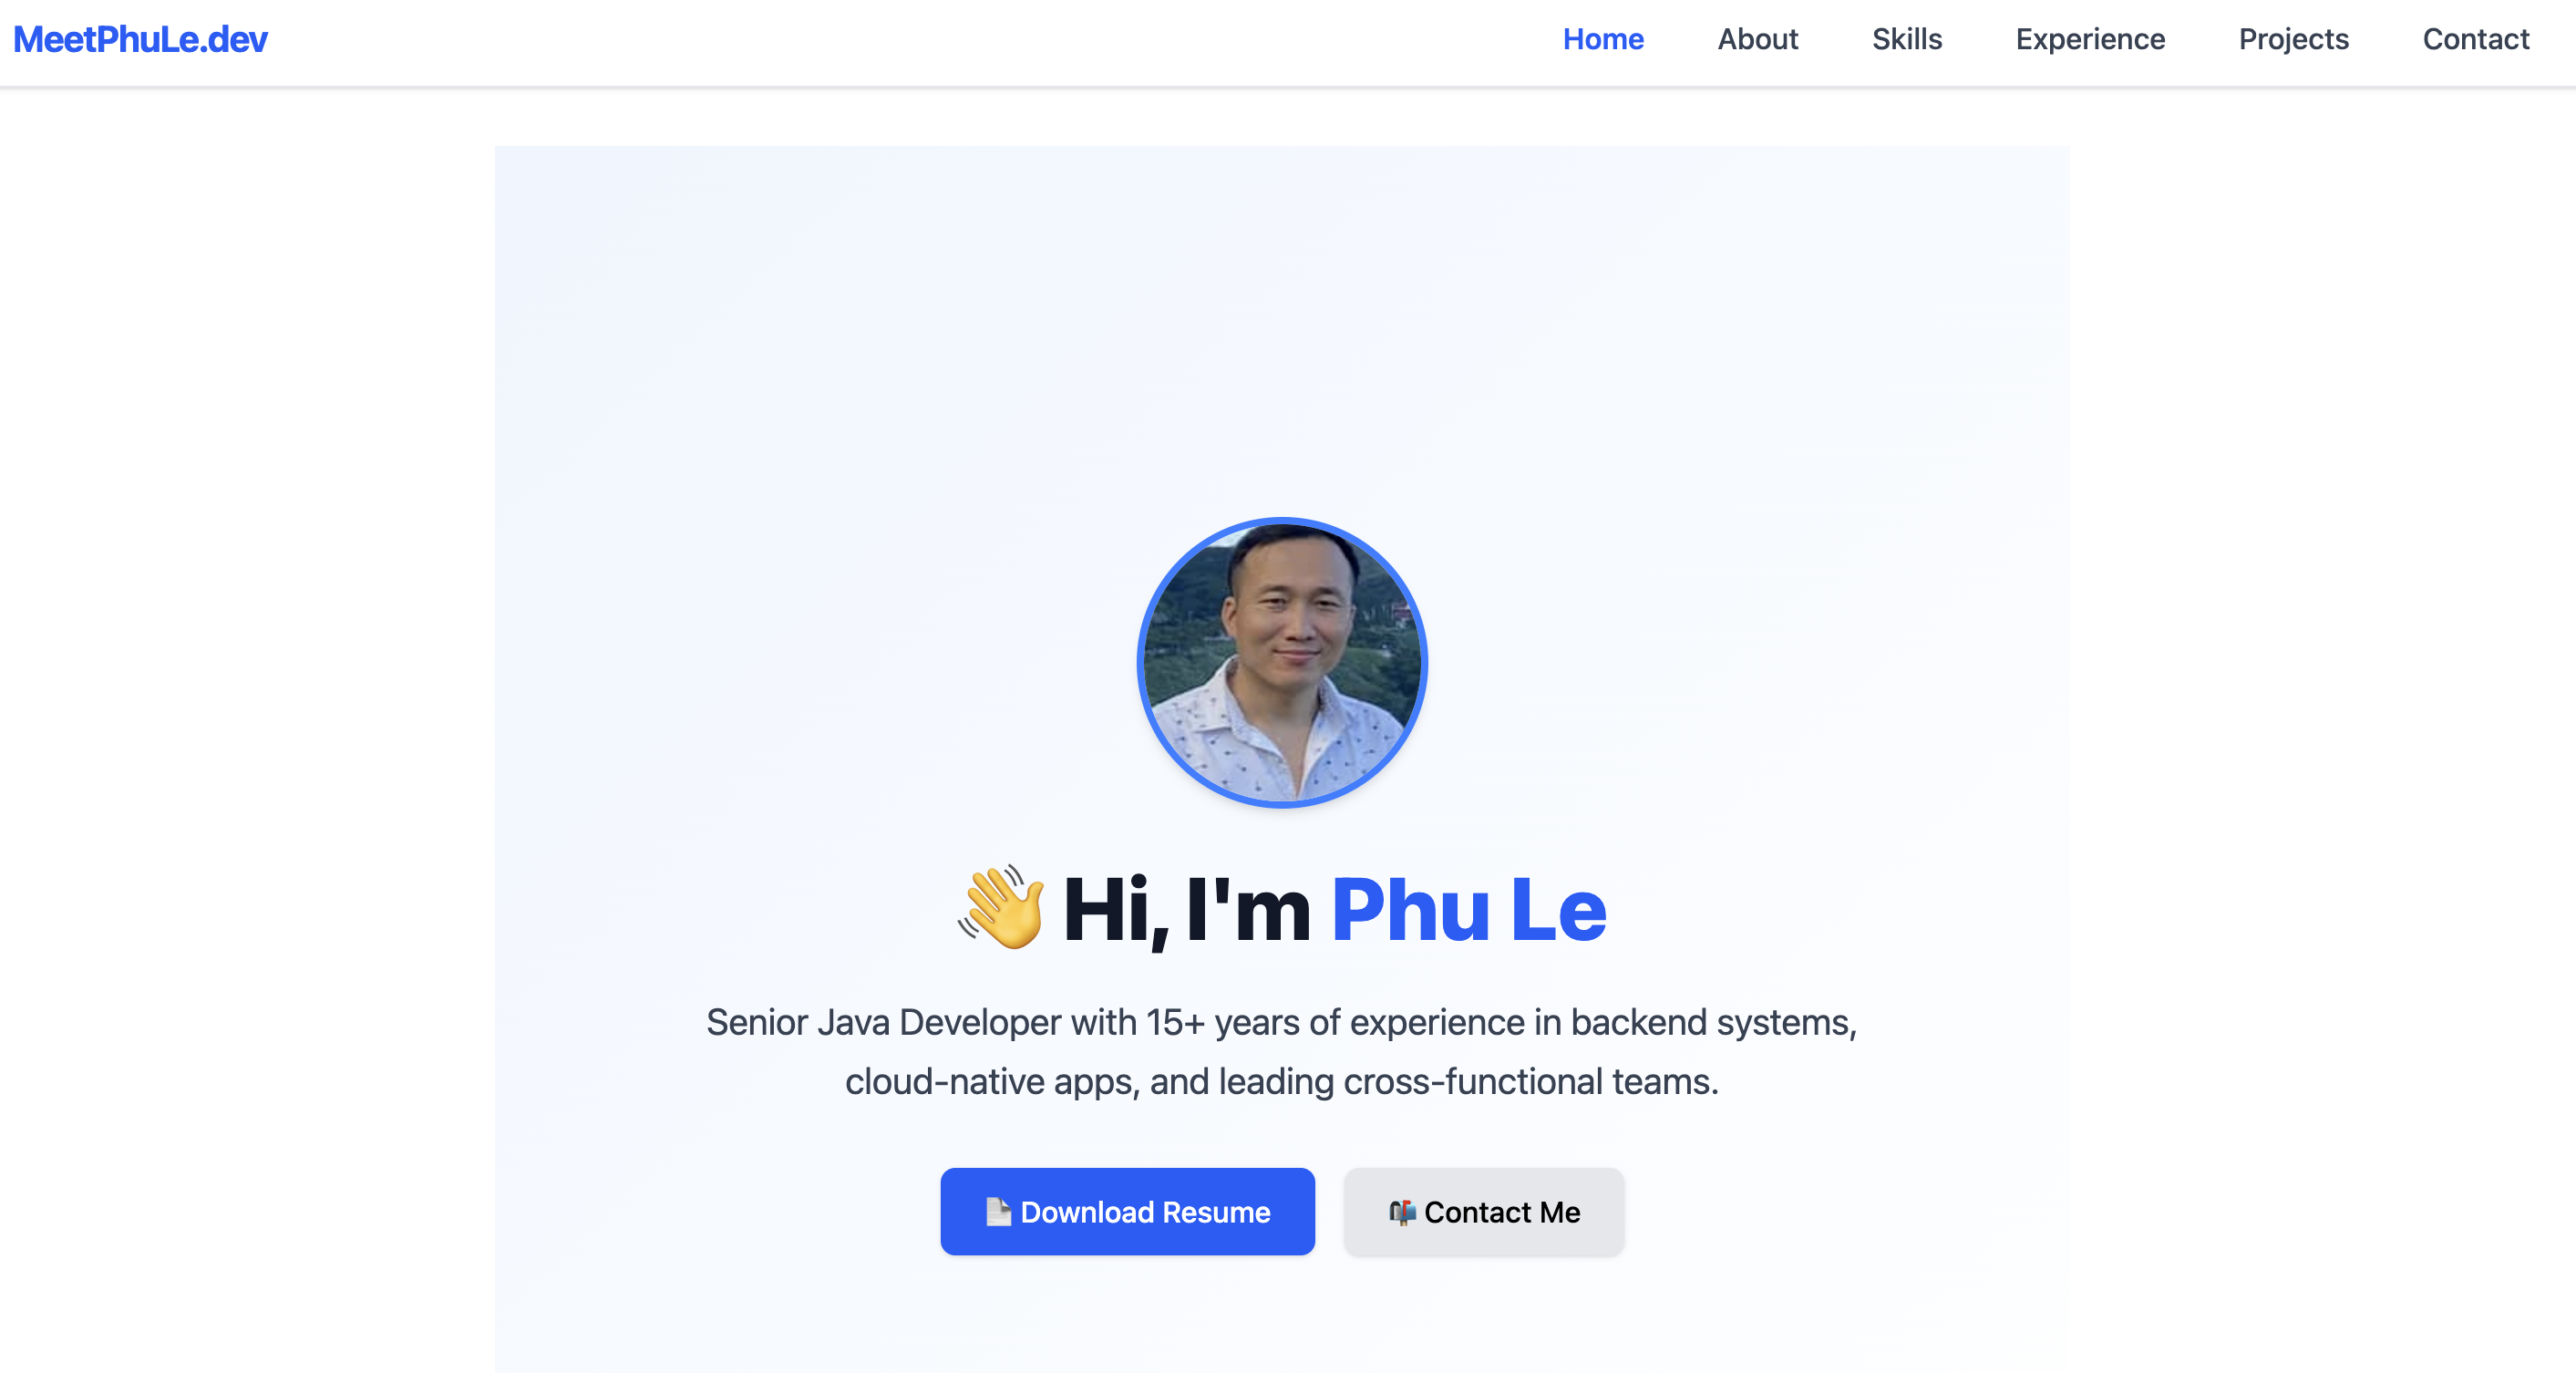 MeetPhuLe.dev
Home About Skills Experience Projects Contact
👋 Hi, I'm Phu Le
Senior Java Developer with 15+ years of experience in backend systems,
cloud-native apps, and leading cross-functional teams.
📄 Download Resume
📬 Contact Me